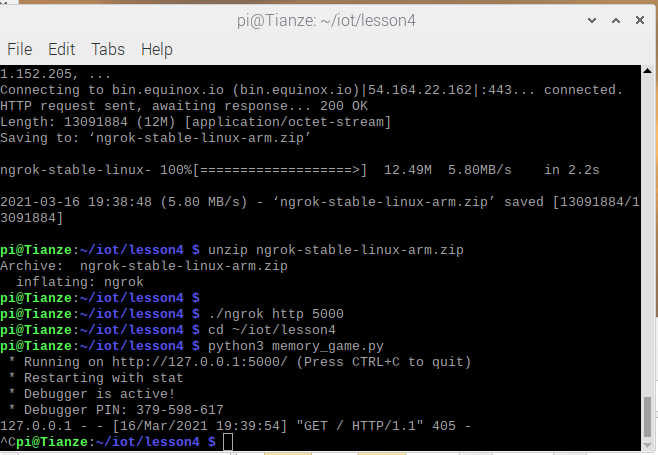 pi@Tianze: ~/iot/lesson4
File Edit Tabs Help
1.152.205, ...
Connecting to bin.equinox.io (bin.equinox.io)|54.164.22.162|:443... connected.
HTTP request sent, awaiting response... 200 OK
Length: 13091884 (12M) [application/octet-stream]
Saving to: ‘ngrok-stable-linux-arm.zip’
ngrok-stable-linux- 100%[===================>] 12.49M 5.80MB/s in 2.2s
2021-03-16 19:38:48 (5.80 MB/s) - ‘ngrok-stable-linux-arm.zip’ saved [13091884/1
3091884]
pi@Tianze:~/iot/lesson4 $ unzip ngrok-stable-linux-arm.zip
Archive: ngrok-stable-linux-arm.zip
inflating: ngrok
pi@Tianze:~/iot/lesson4 $
pi@Tianze:~/iot/lesson4 $ ./ngrok http 5000
pi@Tianze:~/iot/lesson4 $ cd ~/iot/lesson4
pi@Tianze:~/iot/lesson4 $ python3 memory_game.py
* Running on http://127.0.0.1:5000/ (Press CTRL+C to quit)
* Restarting with stat
* Debugger is active!
* Debugger PIN: 379-598-617
127.0.0.1 - - [16/Mar/2021 19:39:54] "GET / HTTP/1.1" 405 -
^Cpi@Tianze:~/iot/lesson4 $